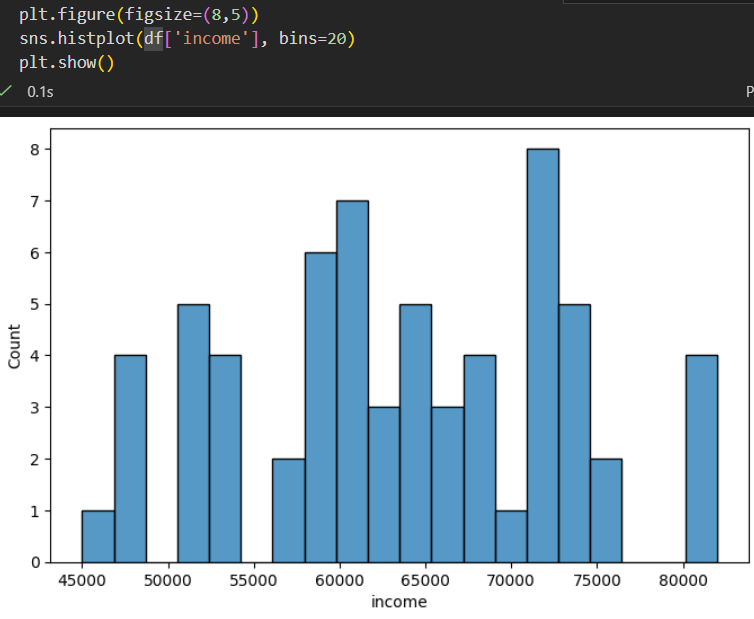 plt.figure(figsize=(8,5))
sns.histplot(df['income'], bins=20)
plt.show()
0.1s
P
8
7
6
5
4
3
2
1
0
Count
45000 50000 55000 60000 65000 70000 75000 80000
income